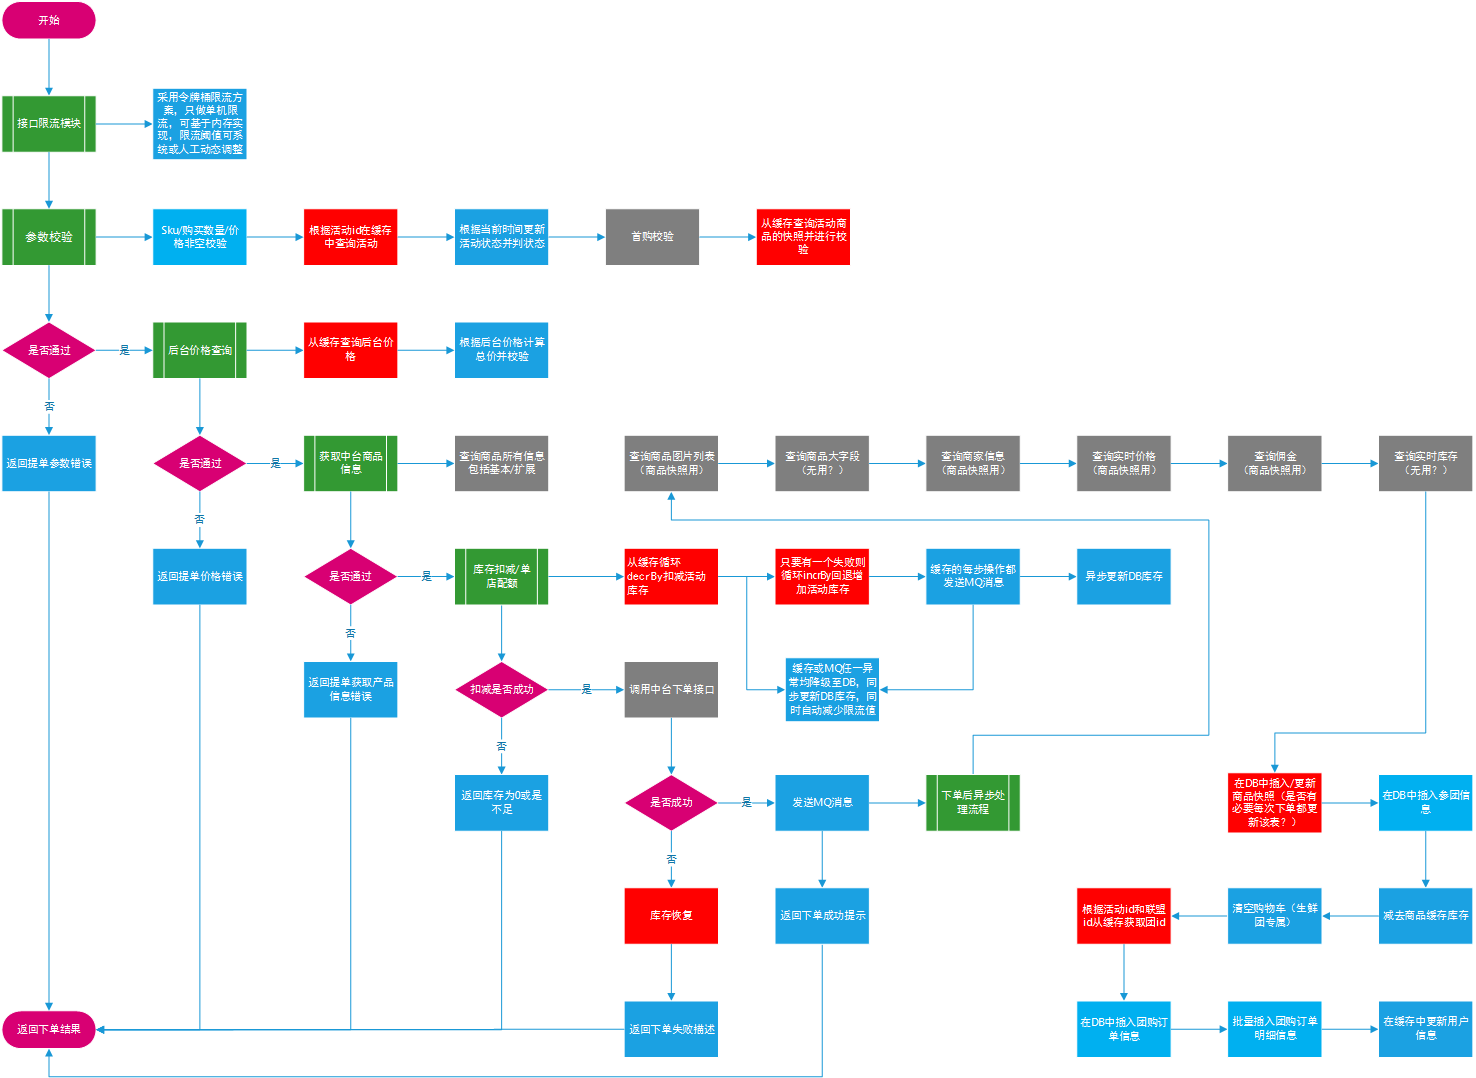 开始
接口限流模块
采用令牌桶限流方
案，只做单机限
流，可基于内存实
现，限流阈值可系
统或人工动态调整
参数校验
Sku/购买数量/价
格非空校验
根据活动id在缓存
中查询活动
根据当前时间更新
活动状态并判状态
首购校验
从缓存查询活动商
品的快照并进行校
验
是否通过
是
后台价格查询
从缓存查询后台价
格
根据后台价格计算
总价并校验
否
返回提单参数错误
是否通过
是
获取中台商品
信息
查询商品所有信息
包括基本/扩展
查询商品图片列表
（商品快照用）
查询商品大字段
（无用？）
查询商家信息
（商品快照用）
查询实时价格
（商品快照用）
查询佣金
（商品快照用）
查询实时库存
（无用？）
否
返回提单价格错误
是否通过
是
库存扣减/单
店配额
从缓存循环
decrBy扣减活动
库存
只要有一个失败则
循环incrBy回退增
加活动库存
缓存的每步操作都
发送MQ消息
异步更新DB库存
否
返回提单获取产品
信息错误
扣减是否成功
是
调用中台下单接口
缓存或MQ任一异
常均降级至DB，同
步更新DB库存，同
时自动减少限流值
否
返回库存为0或是
不足
是否成功
是
发送MQ消息
下单后异步处
理流程
在DB中插入/更新
商品快照（是否有
必要每次下单都更
新该表？）
在DB中插入参团信
息
否
库存恢复
返回下单成功提示
根据活动id和联盟
id从缓存获取团id
清空购物车（生鲜
团专属）
减去商品缓存库存
返回下单结果
返回下单失败描述
在DB中插入团购订
单信息
批量插入团购订单
明细信息
在缓存中更新用户
信息